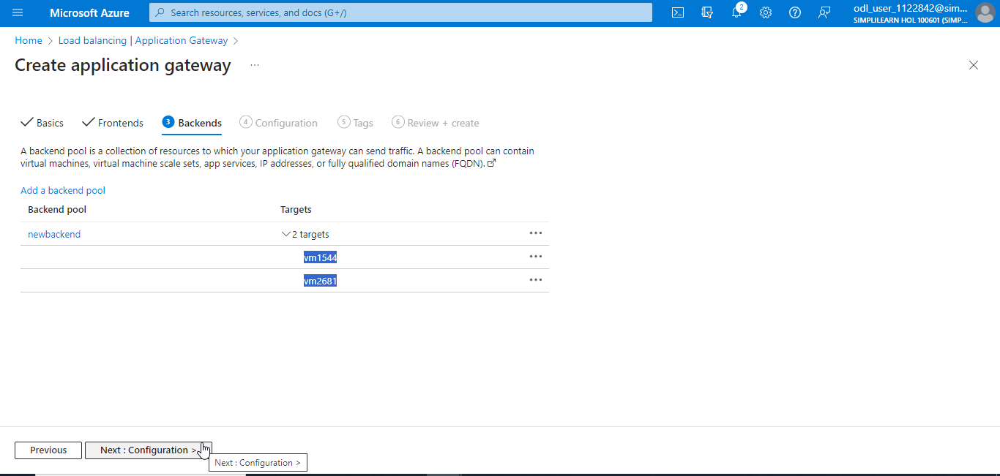 Microsoft Azure
Search resources, services, and docs (G+/)
2
odl_user_1122842@sim...
SIMPLILEARN HOL 100601 (SIMP...
Home > Load balancing | Application Gateway >
Create application gateway ...
Basics
Frontends
3 Backends
4 Configuration
5 Tags
6 Review + create
A backend pool is a collection of resources to which your application gateway can send traffic. A backend pool can contain
virtual machines, virtual machine scale sets, app services, IP addresses, or fully qualified domain names (FQDN).
Add a backend pool
Backend pool Targets
newbackend 2 targets
vm1544
vm2681
Previous
Next : Configuration >
Next : Configuration >